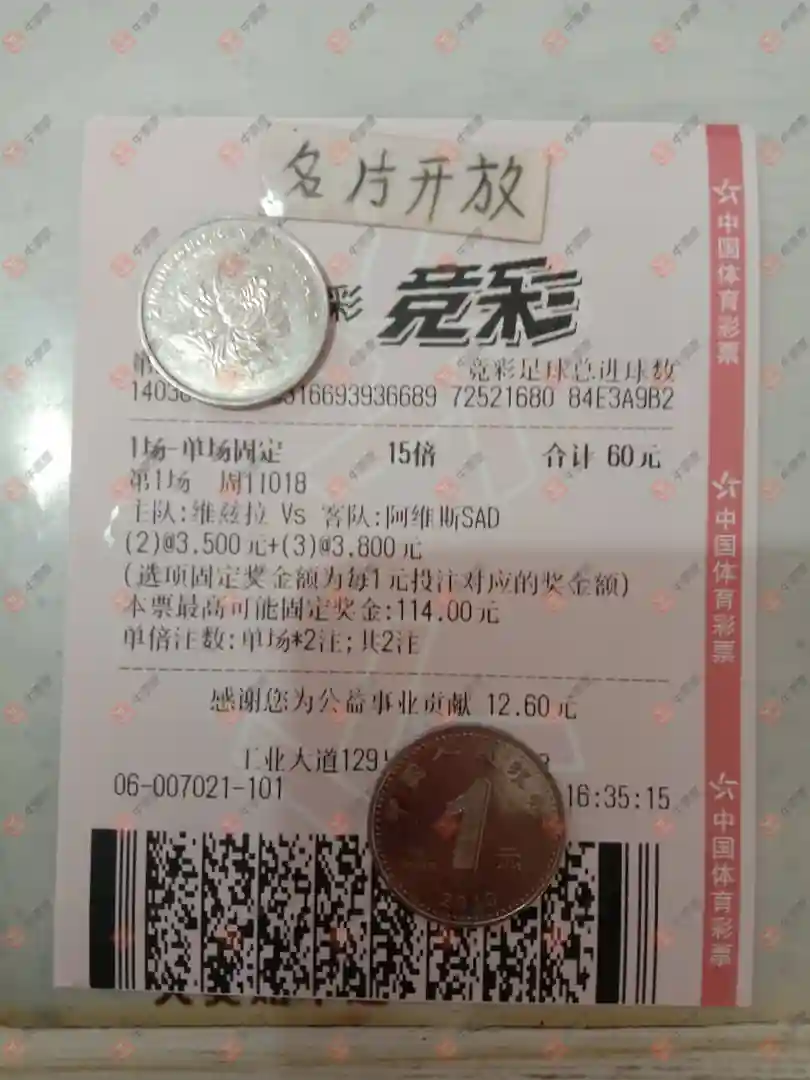 名片开放
彩 竞彩
竞彩足球总进球数
16693936689 72521680 84E3A9B2
1场-单场固定 15倍 合计 60元
第1场 周1018
主队:维兹拉 Vs 客队:阿维斯SAD
(2)@3.500元+(3)@3.800元
(选项固定奖金额为每1元投注对应的奖金额)
本票最高可能固定奖金:114.00元
单倍注数:单场*2注;共2注
感谢您为公益事业贡献 12.60元
工业大道129
06-007021-101 16:35:15
1
元
中国体育彩票
中国体育彩票
中国体育彩票